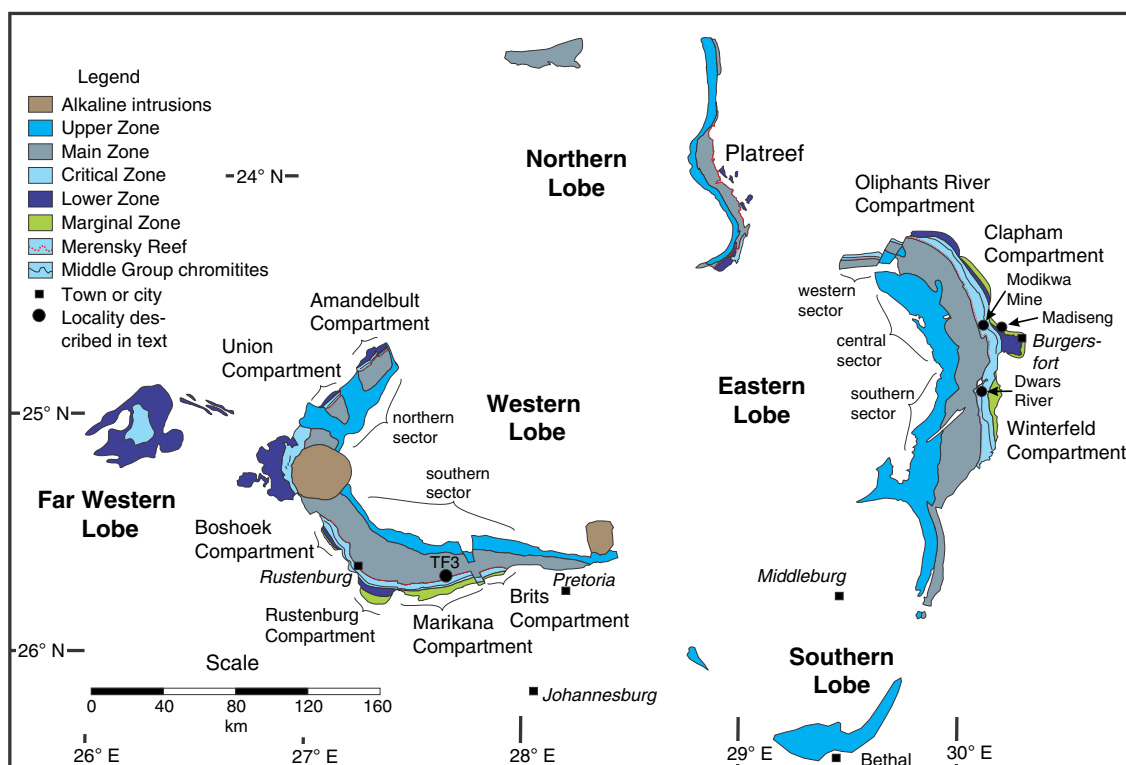 Legend
Alkaline intrusions
Upper Zone
Main Zone
Critical Zone
Lower Zone
Marginal Zone
Merensky Reef
Middle Group chromitites
Town or city
Locality des-
cribed in text
24° N
25° N
26° N
Northern
Lobe
Platreef
Oliphants River
Compartment
Clapham
Compartment
Modikwa
Mine
Madiseng
Burgers-
fort
Dwars
River
Winterfeld
Compartment
western
sector
central
sector
southern
sector
Eastern
Lobe
Amandelbult
Compartment
Union
Compartment
northern
sector
Western
Lobe
southern
sector
Far Western
Lobe
Boshoek
Compartment
Rustenburg
TF3
Rustenburg
Compartment
Marikana
Compartment
Brits
Compartment
Pretoria
Middleburg
Southern
Lobe
Johannesburg
Bethal
Scale
0 40 80 120 160
km
26° E
27° E
28° E
29° E
30° E